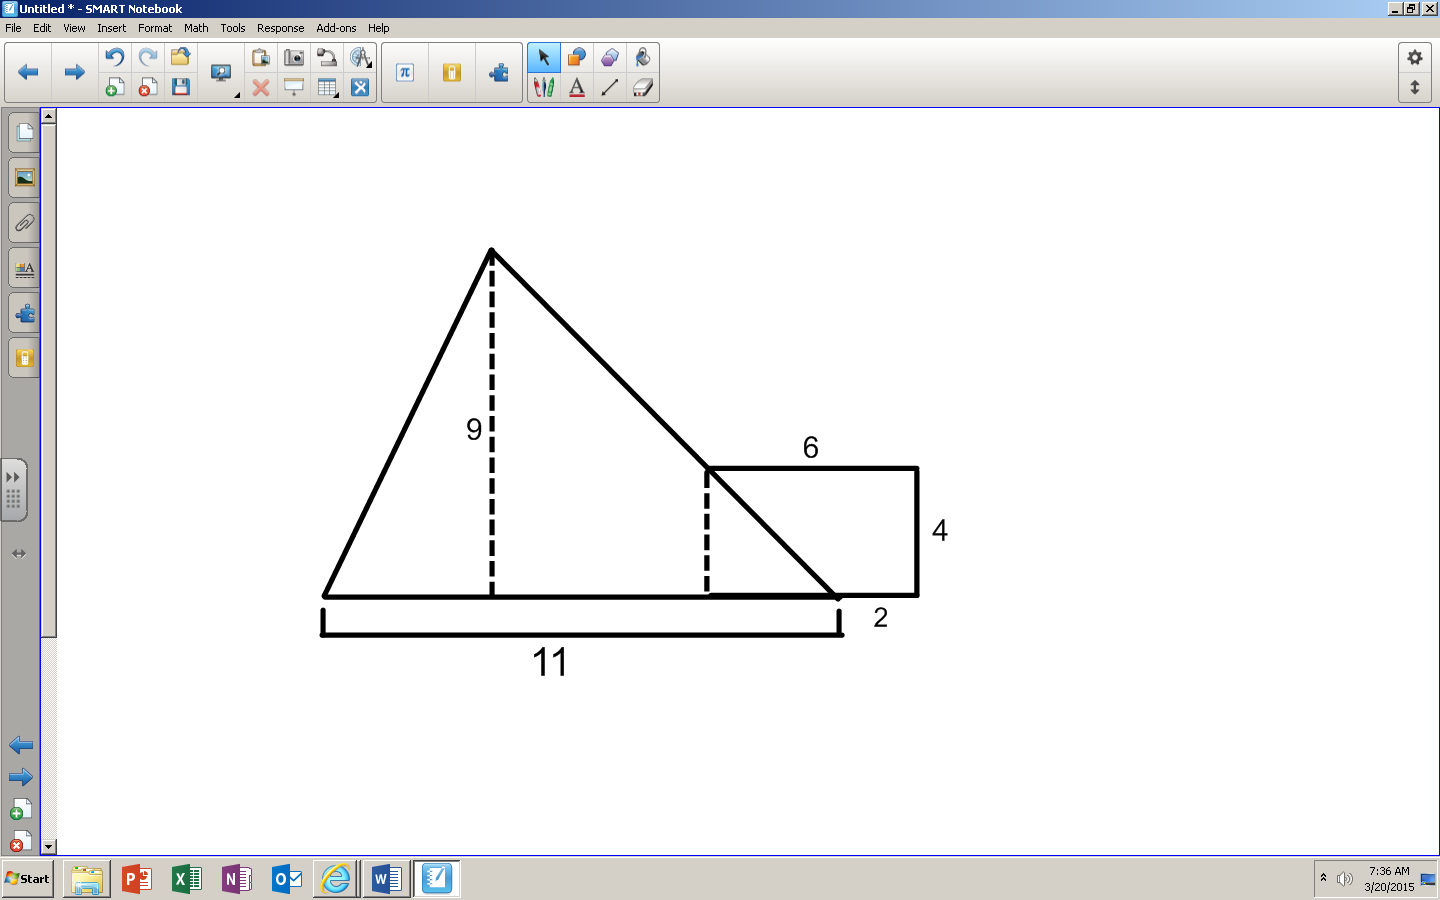 Untitled * - SMART Notebook
File Edit View Insert Format Math Tools Response Add-ons Help
π
A
A
9
6
4
2
11
Start
P
X
N
O
W
7:36 AM
3/20/2015